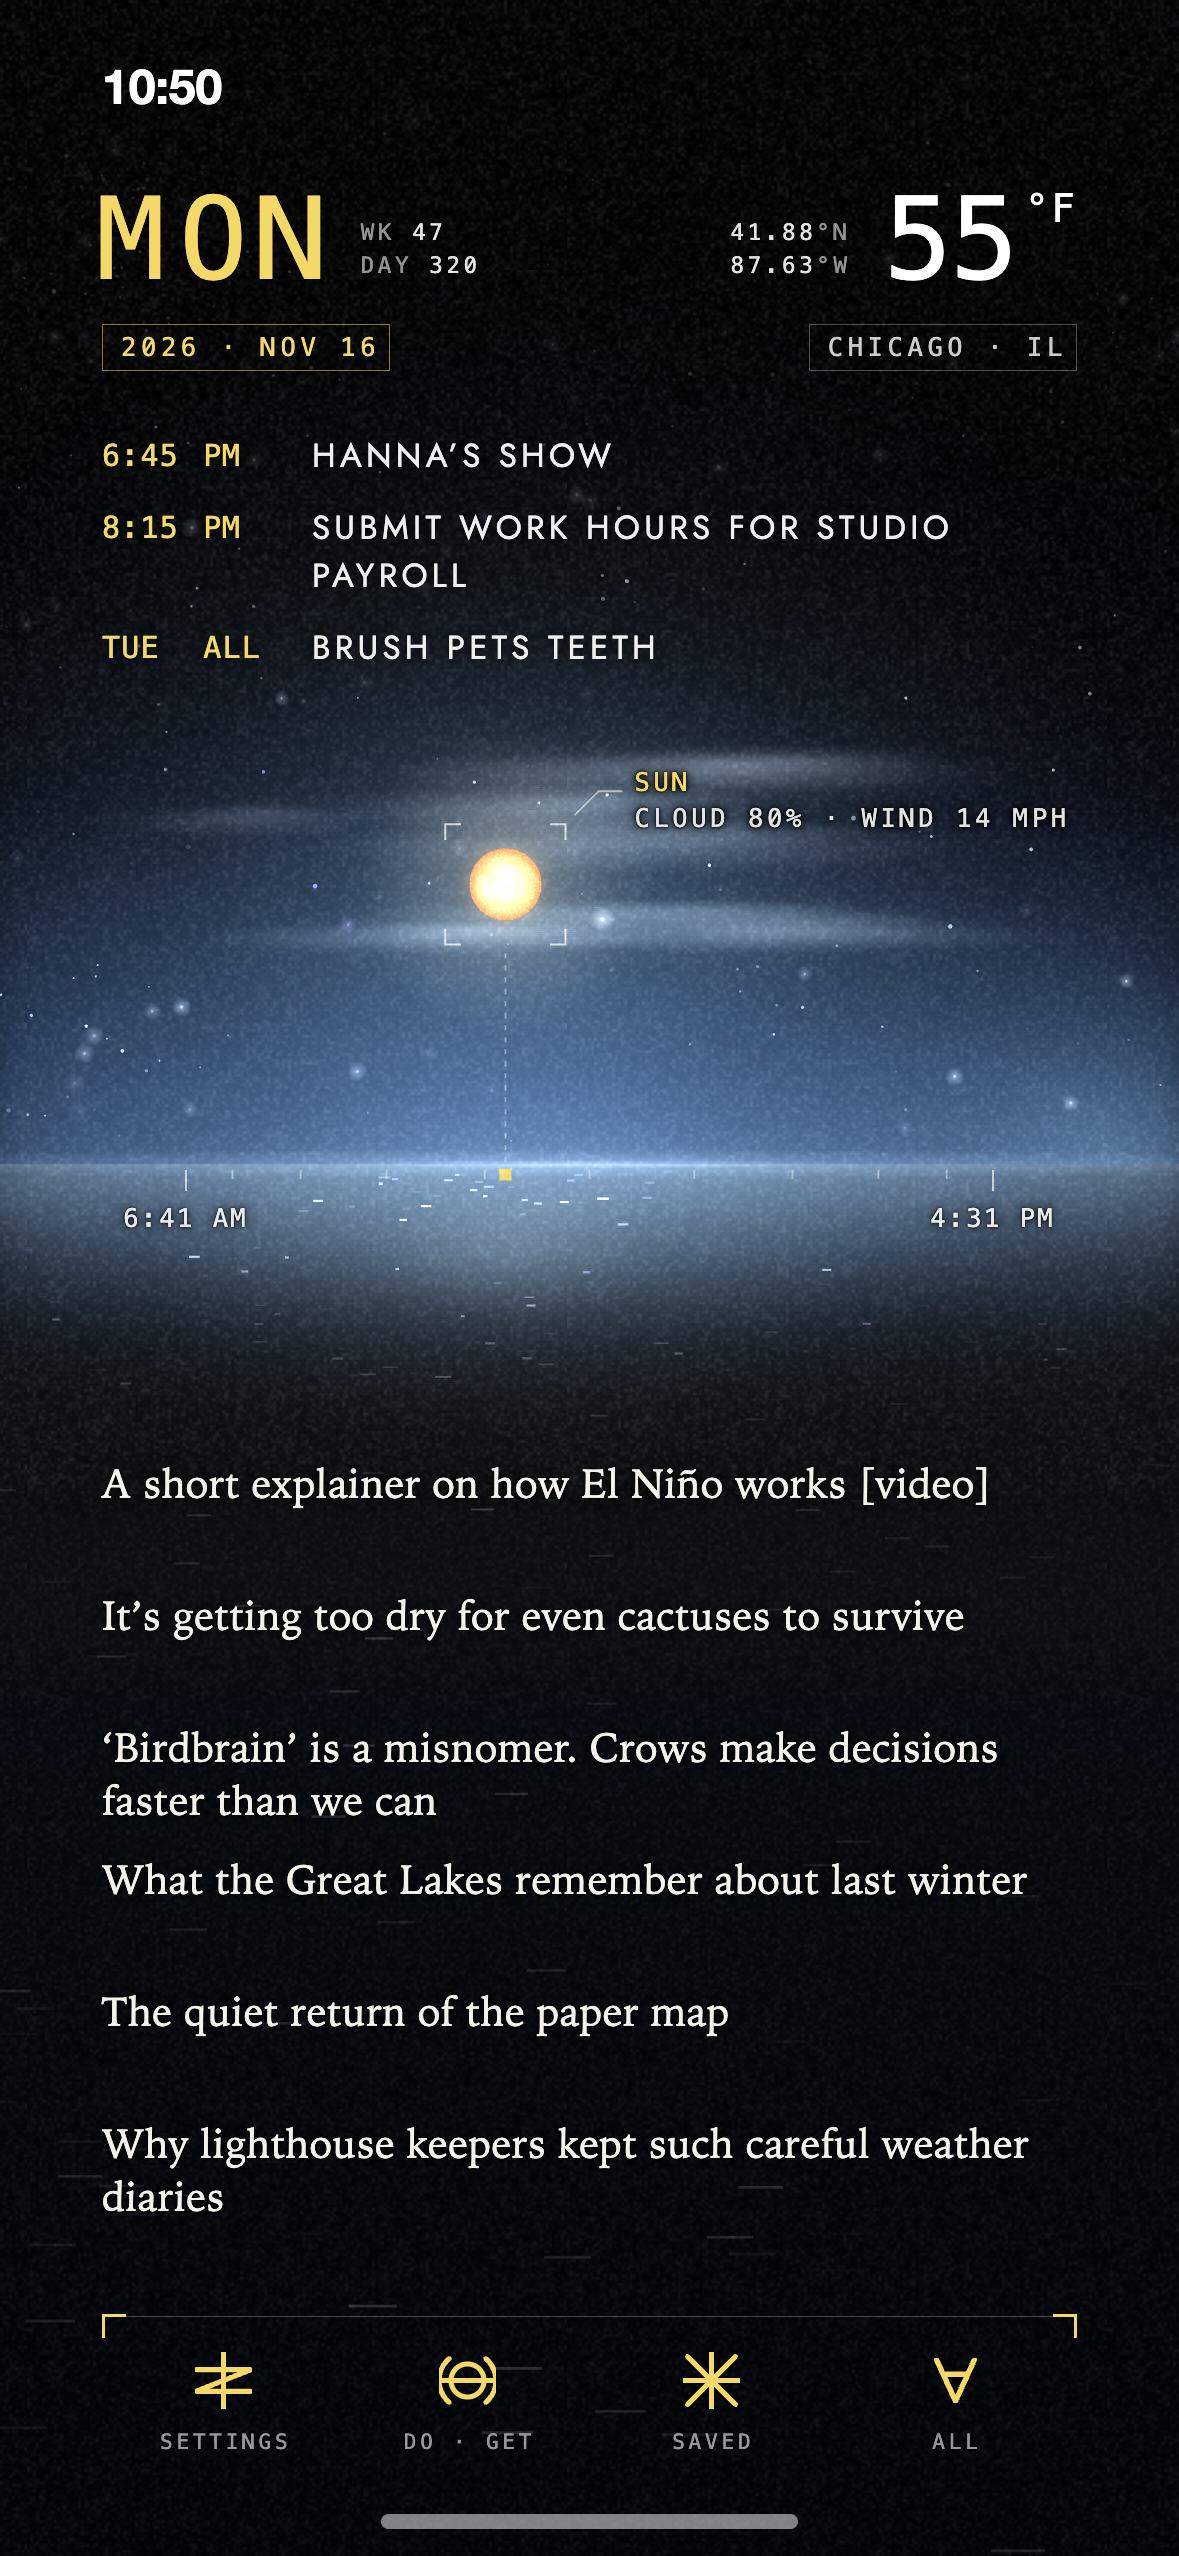 10:50
MON
WK 47
DAY 320
41.88°N
87.63°W
55 °F
2026 · NOV 16
CHICAGO · IL
6:45 PM HANNA’S SHOW
8:15 PM SUBMIT WORK HOURS FOR STUDIO
PAYROLL
TUE ALL BRUSH PETS TEETH
SUN
CLOUD 80% · WIND 14 MPH
6:41 AM
4:31 PM
A short explainer on how El Niño works [video]
It’s getting too dry for even cactuses to survive
‘Birdbrain’ is a misnomer. Crows make decisions
faster than we can
What the Great Lakes remember about last winter
The quiet return of the paper map
Why lighthouse keepers kept such careful weather
diaries
SETTINGS
DO · GET
SAVED
ALL